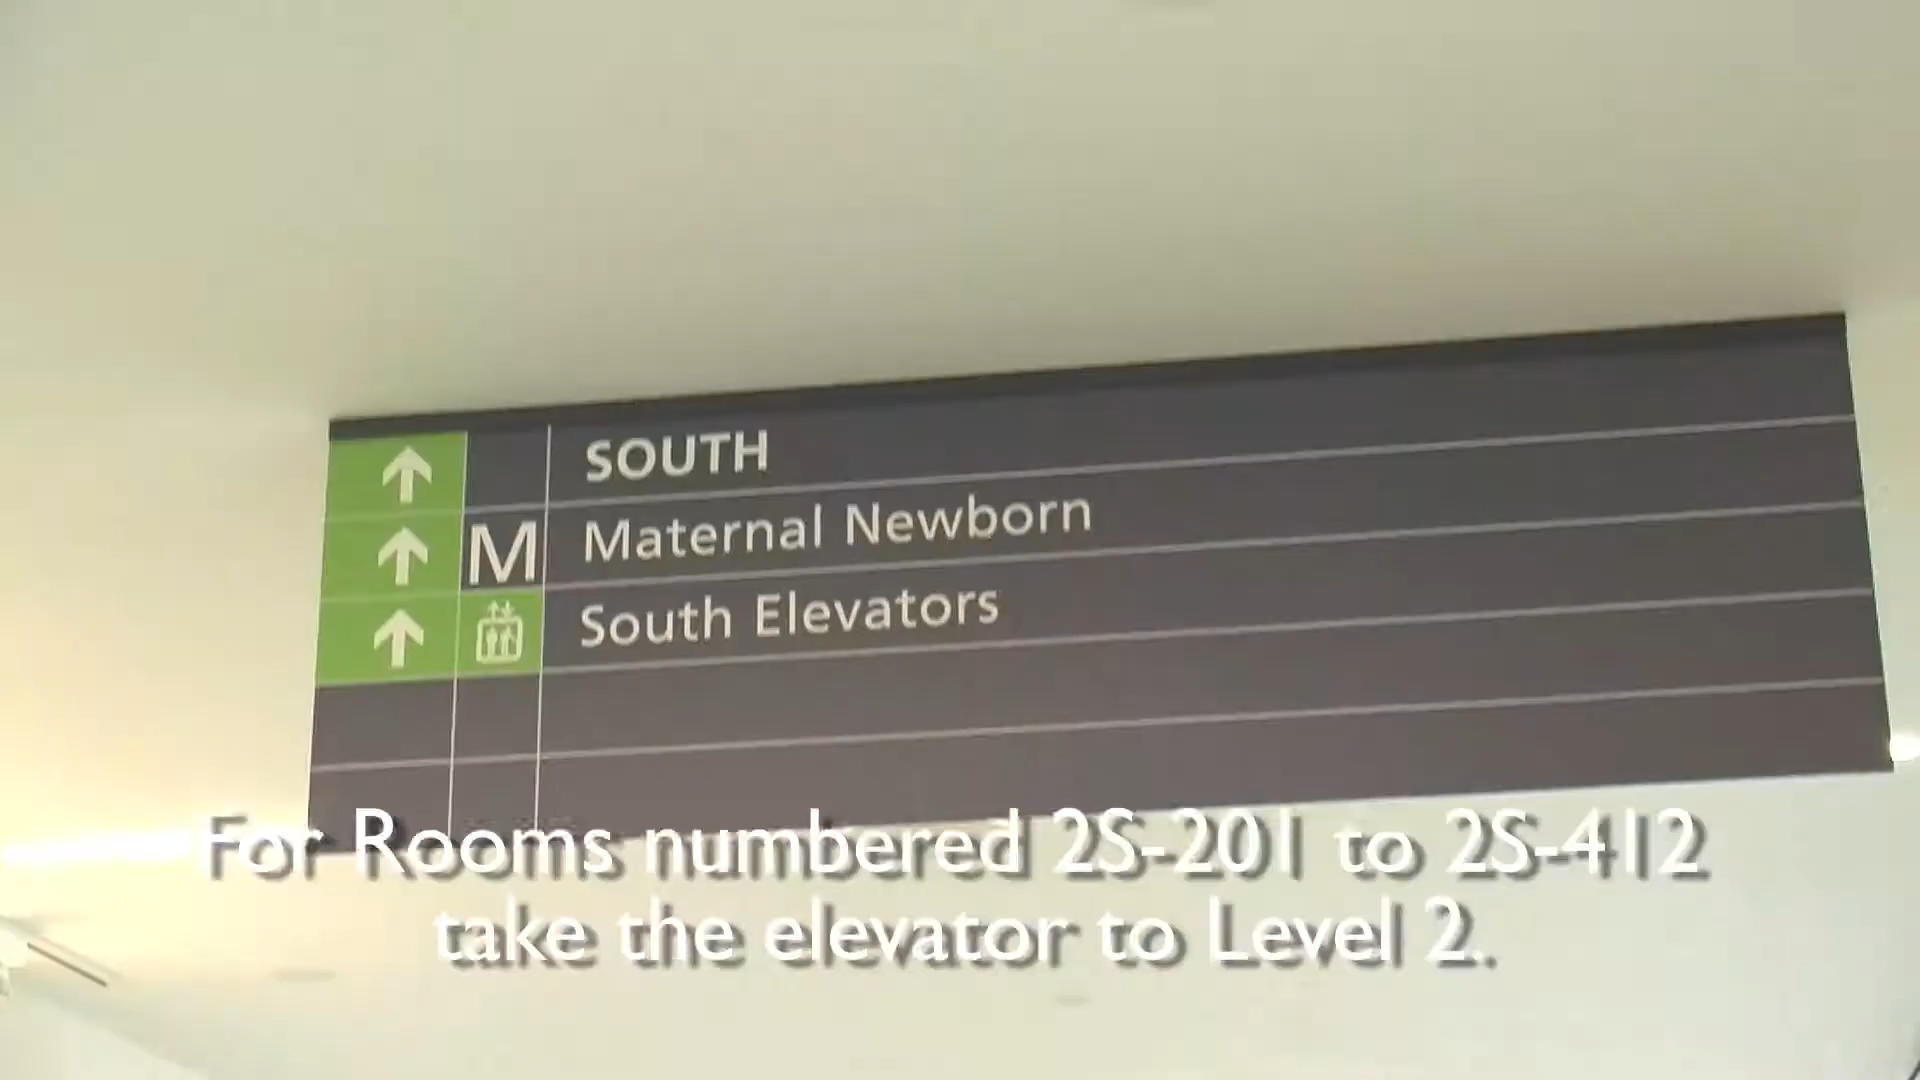 SOUTH
M Maternal Newborn
South Elevators
For Rooms numbered 2S-201 to 2S-412
take the elevator to Level 2.